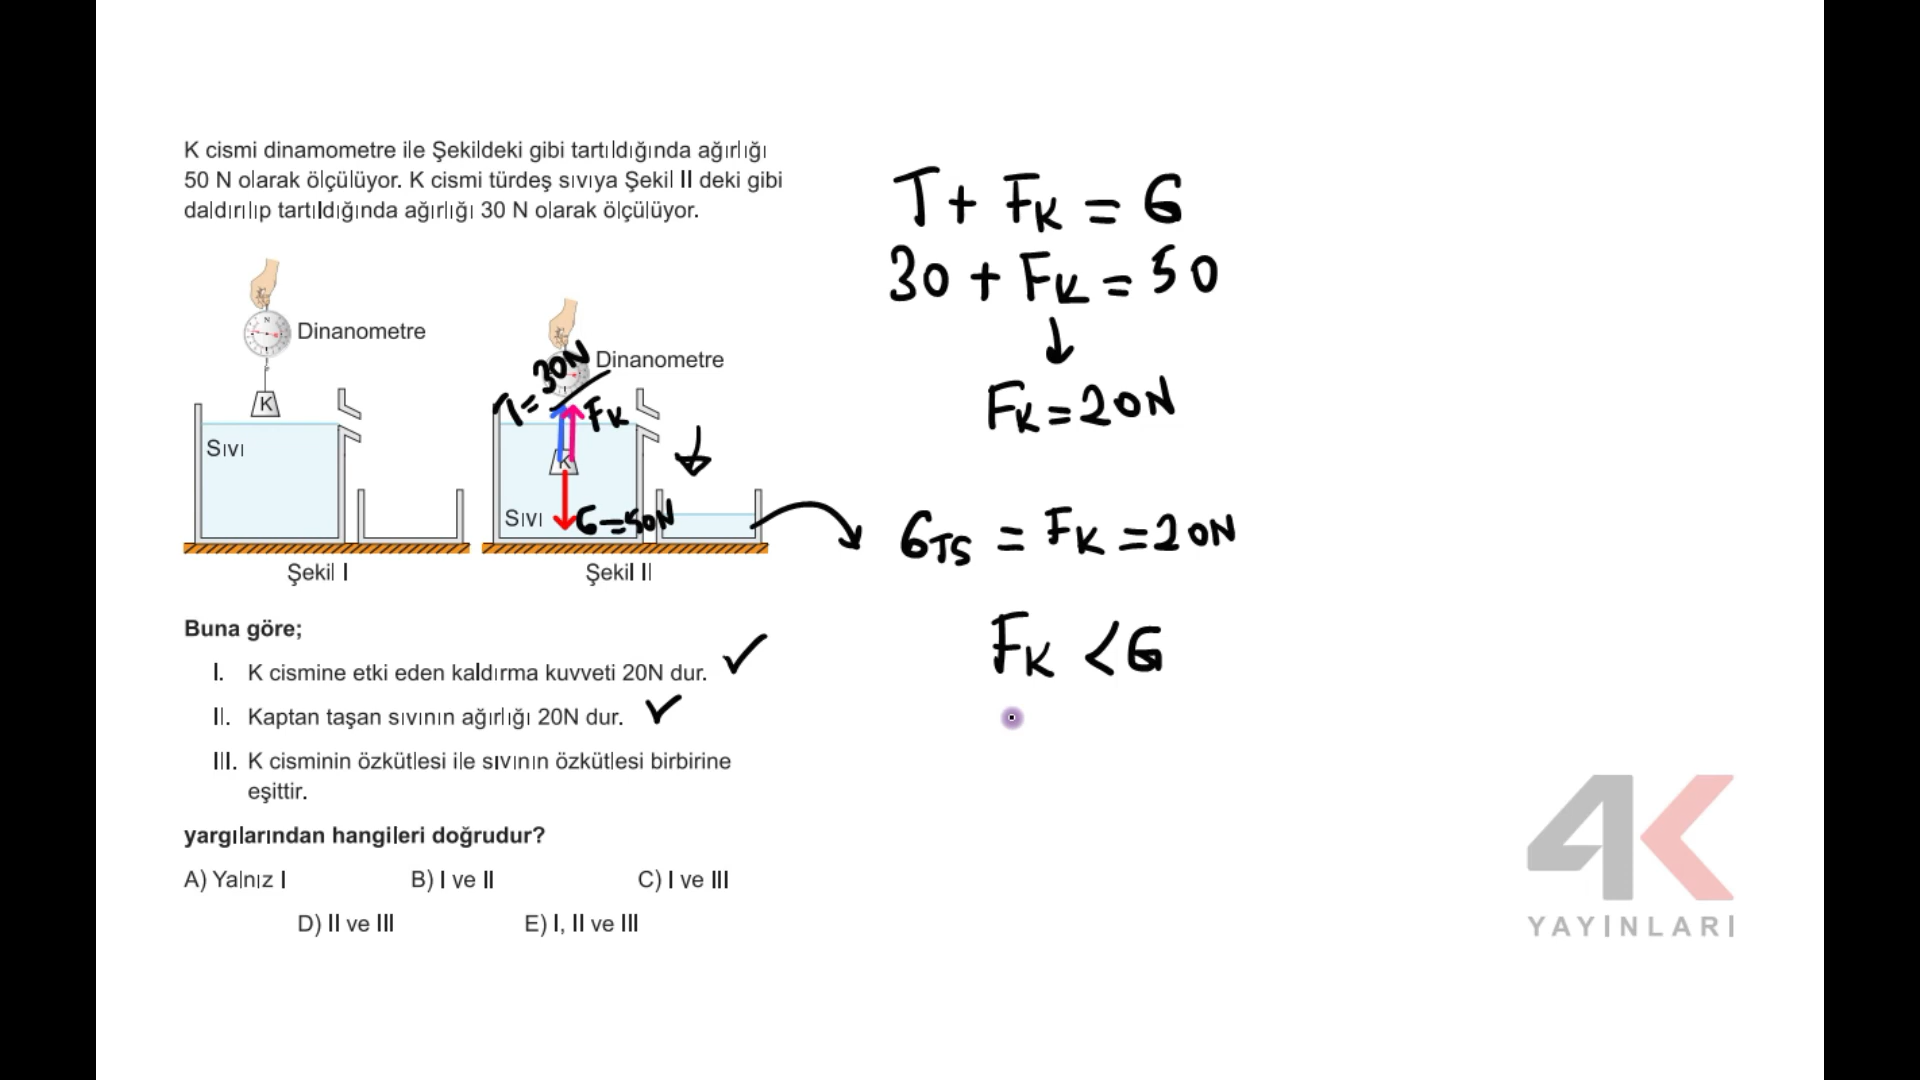 K cismi dinamometre ile Şekildeki gibi tartıldığında ağırlığı
50 N olarak ölçülüyor. K cismi türdeş sıvıya Şekil II deki gibi
daldırılıp tartıldığında ağırlığı 30 N olarak ölçülüyor.
N
Dinanometre
K
Sıvı
Şekil I
Dinanometre
T=30N
FK
K
Sıvı
G=50N
Şekil II
Buna göre;
I. K cismine etki eden kaldırma kuvveti 20N dur. ✓
II. Kaptan taşan sıvının ağırlığı 20N dur. ✓
III. K cisminin özkütlesi ile sıvının özkütlesi birbirine
eşittir.
yargılarından hangileri doğrudur?
A) Yalnız I B) I ve II C) I ve III
D) II ve III E) I, II ve III
T+ FK = G
30 + FK = 50
FK=20N
GTS = FK =20N
FK < G
4K
YAYINLARI